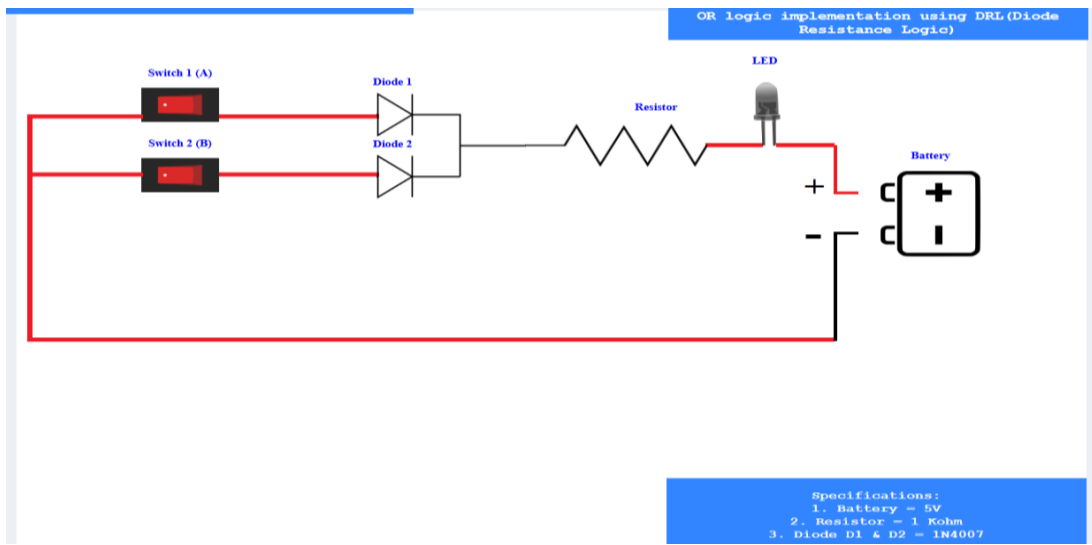 OR logic implementation using DRL(Diode
Resistance Logic)
LED
Switch 1 (A)
Diode 1
Resistor
Switch 2 (B)
Diode 2
Battery
+
+
-
-
Specifications:
1. Battery = 5V
2. Resistor = 1 Kohm
3. Diode D1 & D2 = 1N4007